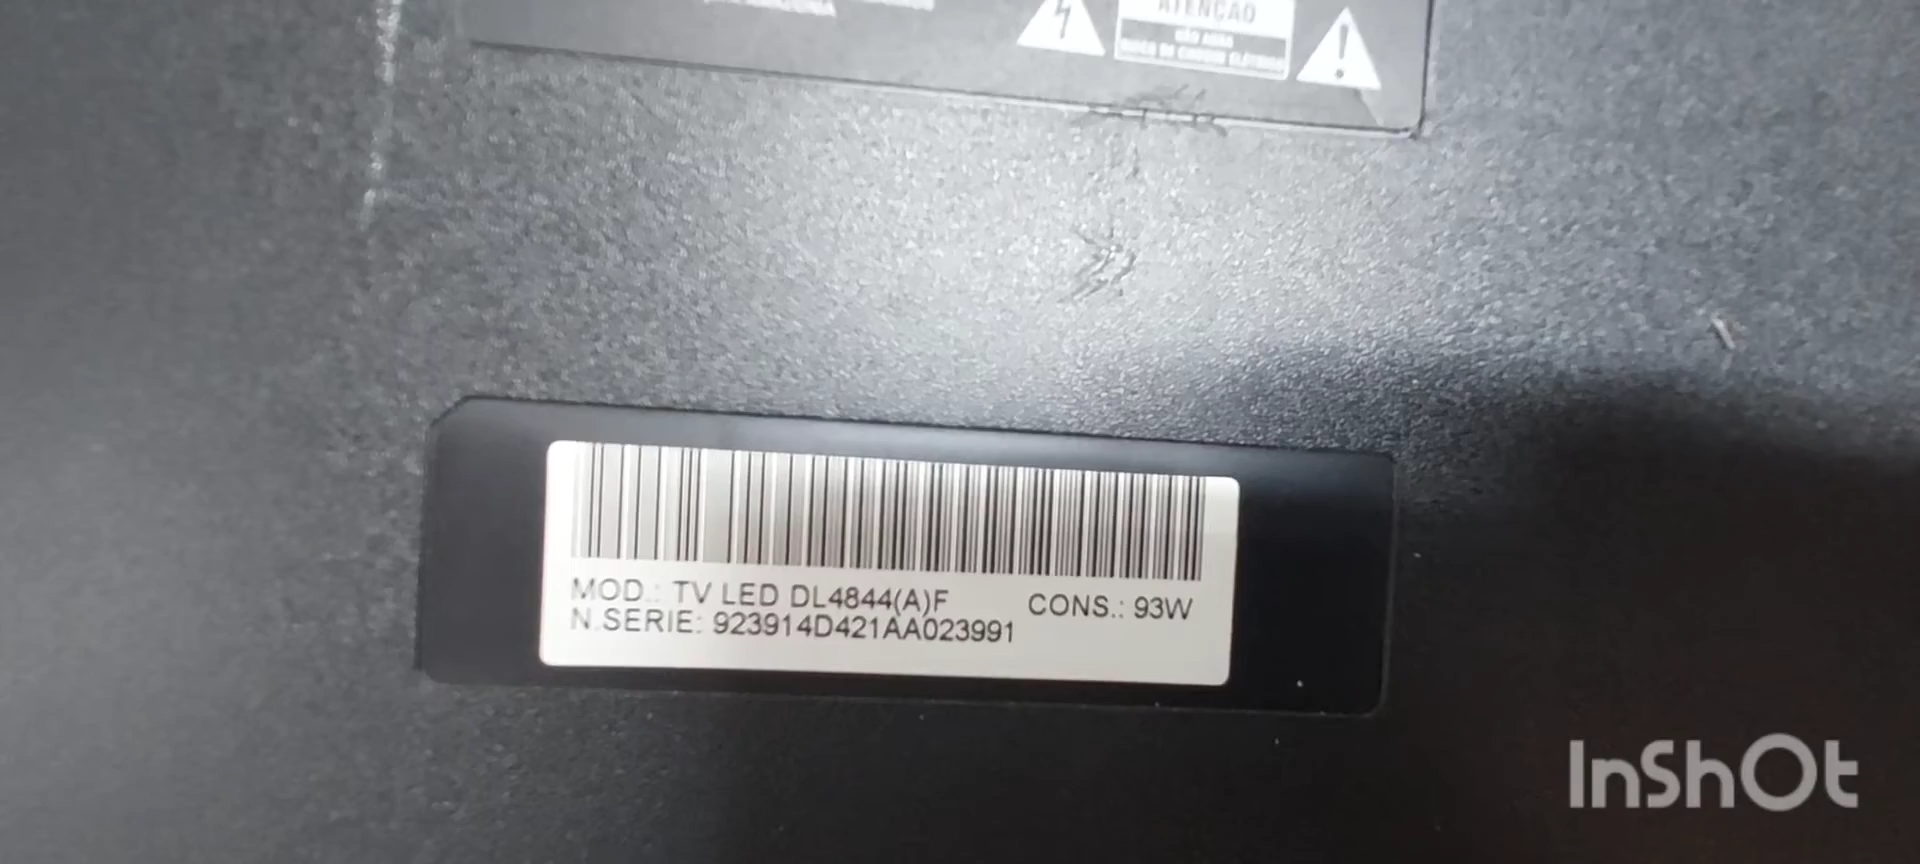 ATENÇÃO
MOD.: TV LED DL4844(A)F CONS.: 93W
N.SERIE: 923914D421AA023991
InShOt